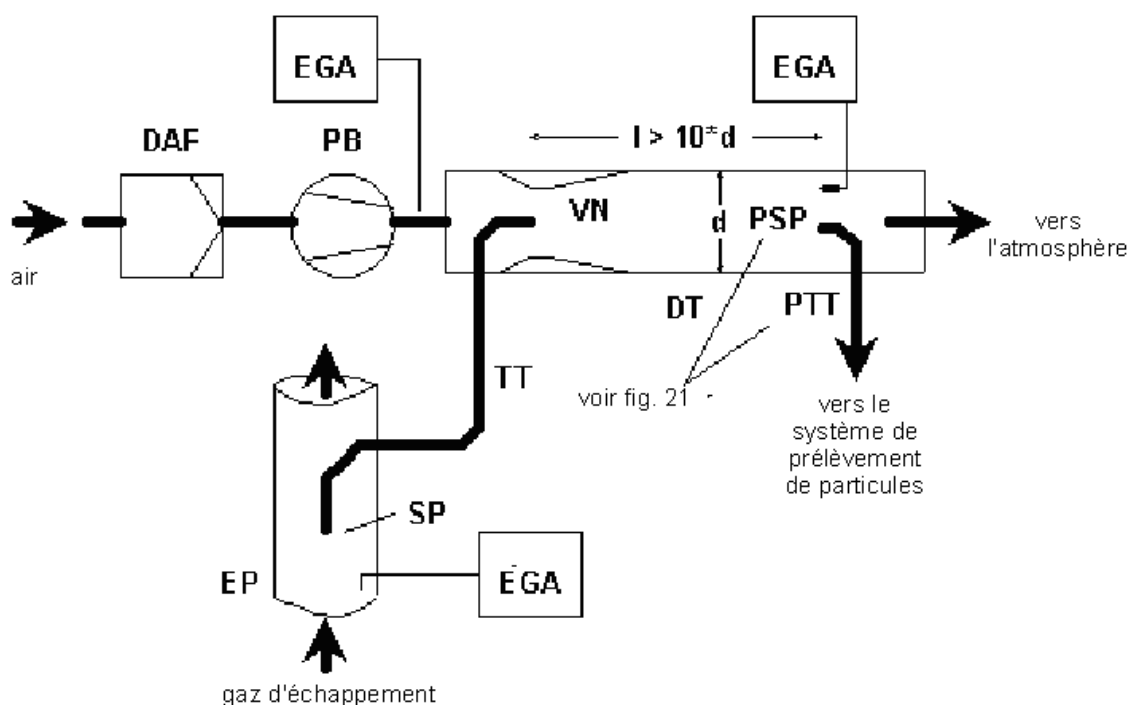 EGA
EGA
DAF
PB
l > 10*d
air
VN
d
PSP
vers
l'atmosphère
DT
PTT
TT
voir fig. 21
vers le
système de
prélèvement
de particules
SP
EP
EGA
gaz d'échappement